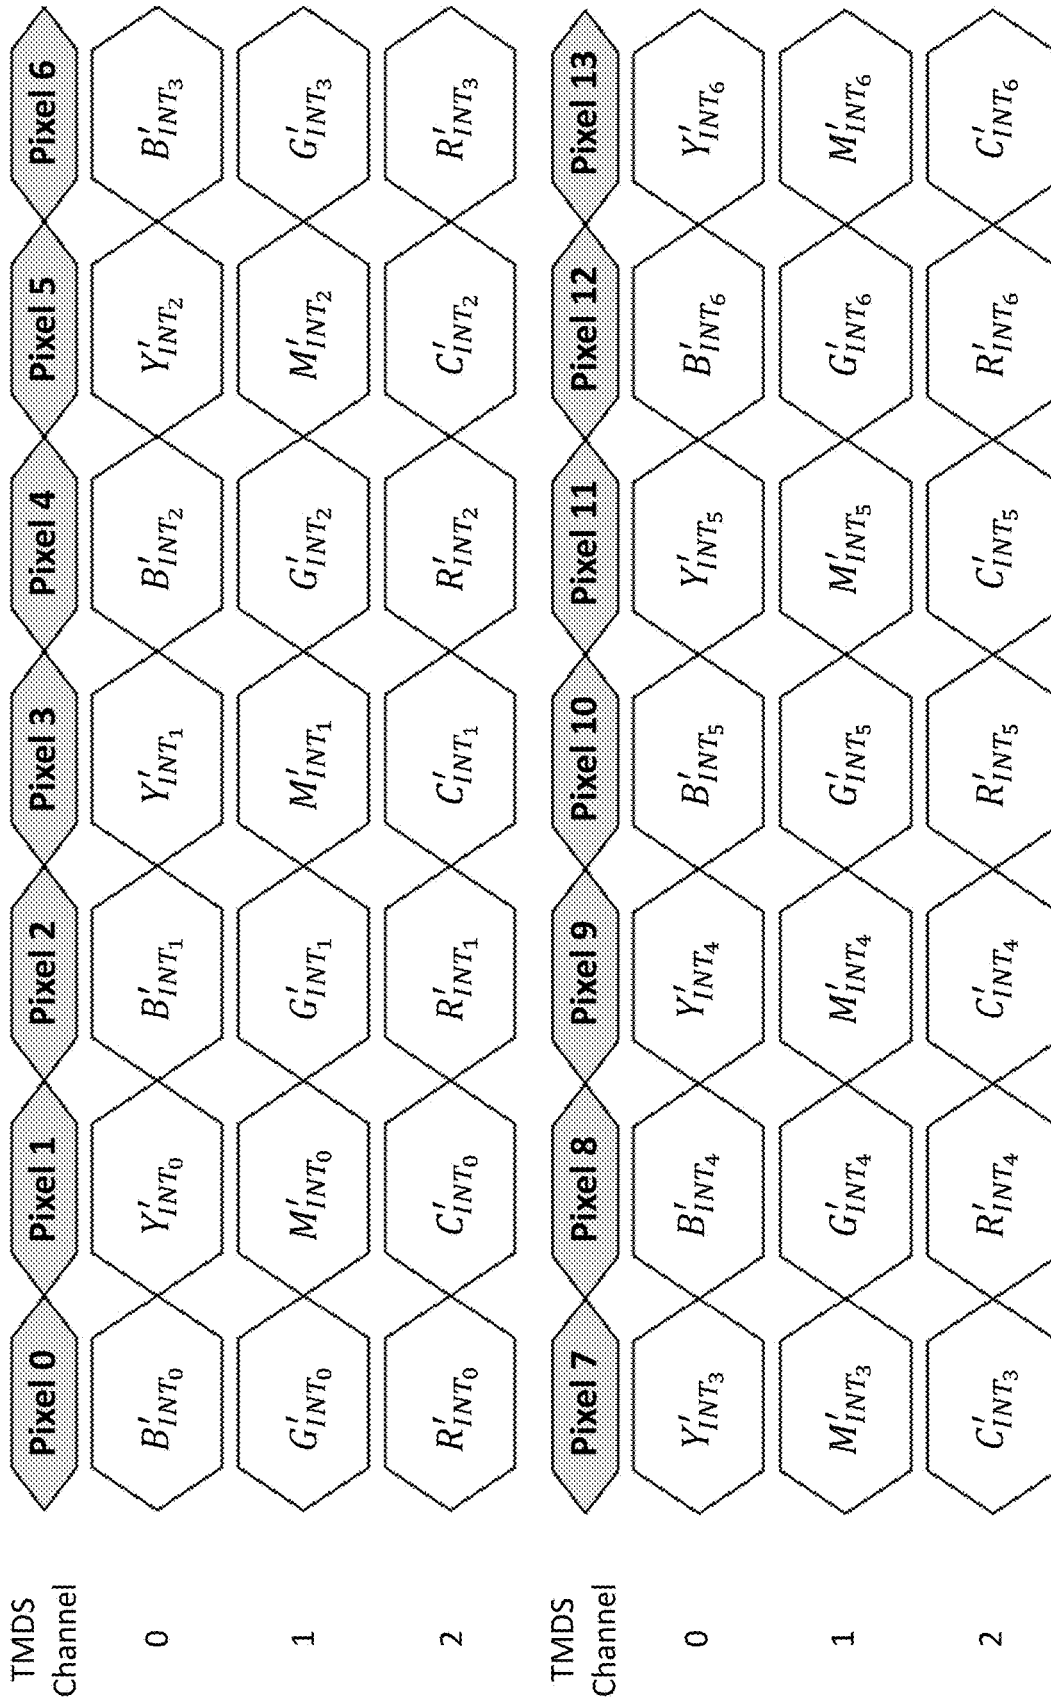 TMDS Channel Pixel 0 Pixel 1 Pixel 2 Pixel 3 Pixel 4 Pixel 5 Pixel 6
0 B'INT₀ Y'INT₀ B'INT₁ Y'INT₁ B'INT₂ Y'INT₂ B'INT₃
1 G'INT₀ M'INT₀ G'INT₁ M'INT₁ G'INT₂ M'INT₂ G'INT₃
2 R'INT₀ C'INT₀ R'INT₁ C'INT₁ R'INT₂ C'INT₂ R'INT₃
TMDS Channel Pixel 7 Pixel 8 Pixel 9 Pixel 10 Pixel 11 Pixel 12 Pixel 13
0 Y'INT₃ B'INT₄ Y'INT₄ B'INT₅ Y'INT₅ B'INT₆ Y'INT₆
1 M'INT₃ G'INT₄ M'INT₄ G'INT₅ M'INT₅ G'INT₆ M'INT₆
2 C'INT₃ R'INT₄ C'INT₄ R'INT₅ C'INT₅ R'INT₆ C'INT₆